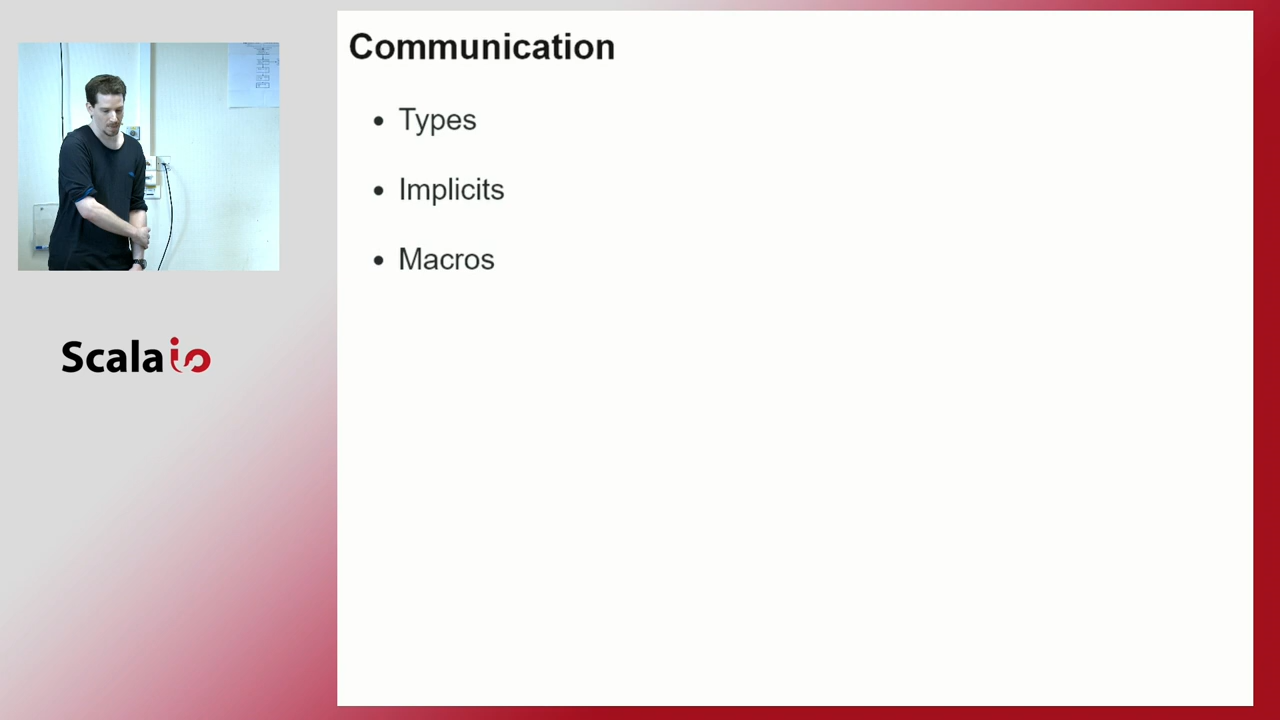 Communication
Types
Implicits
Macros
Scalaio